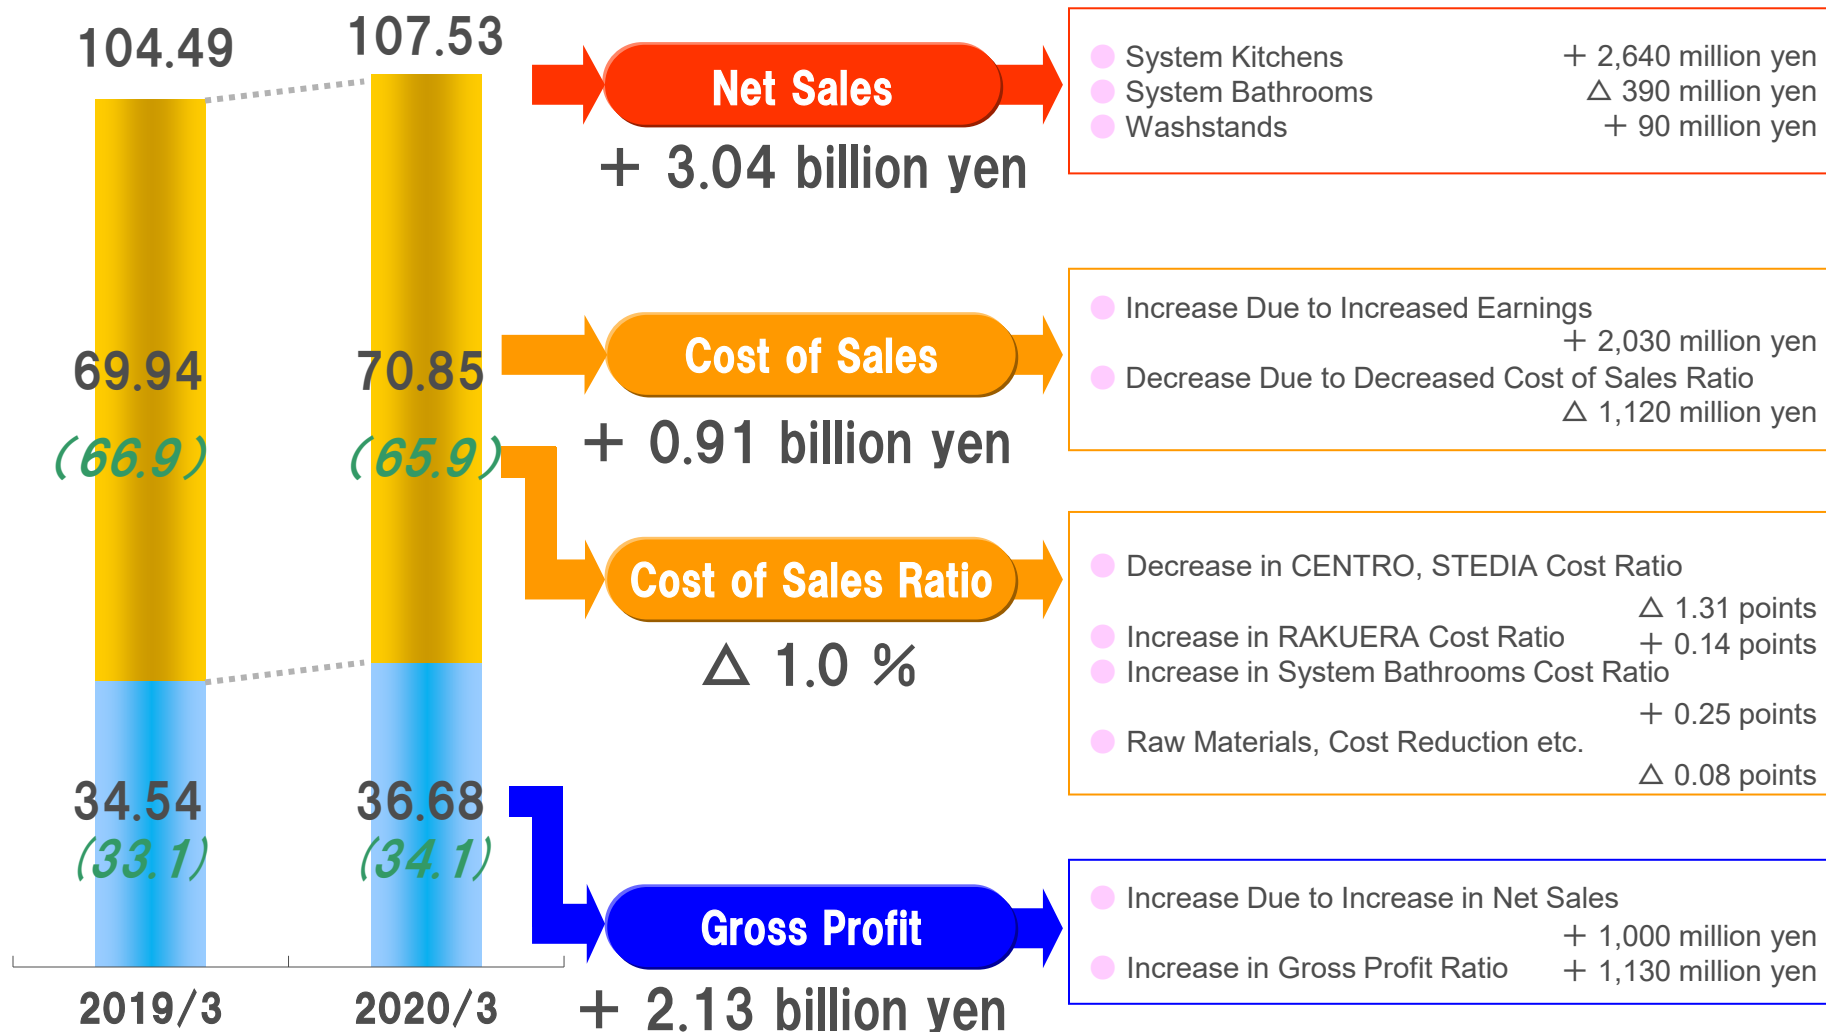 104.49
107.53
69.94
(66.9)
70.85
(65.9)
34.54
(33.1)
36.68
(34.1)
2019/3
2020/3
Net Sales
+ 3.04 billion yen
System Kitchens + 2,640 million yen
System Bathrooms △ 390 million yen
Washstands + 90 million yen
Cost of Sales
+ 0.91 billion yen
Increase Due to Increased Earnings
+ 2,030 million yen
Decrease Due to Decreased Cost of Sales Ratio
△ 1,120 million yen
Cost of Sales Ratio
△ 1.0 %
Decrease in CENTRO, STEDIA Cost Ratio
△ 1.31 points
Increase in RAKUERA Cost Ratio + 0.14 points
Increase in System Bathrooms Cost Ratio
+ 0.25 points
Raw Materials, Cost Reduction etc.
△ 0.08 points
Gross Profit
+ 2.13 billion yen
Increase Due to Increase in Net Sales
+ 1,000 million yen
Increase in Gross Profit Ratio + 1,130 million yen